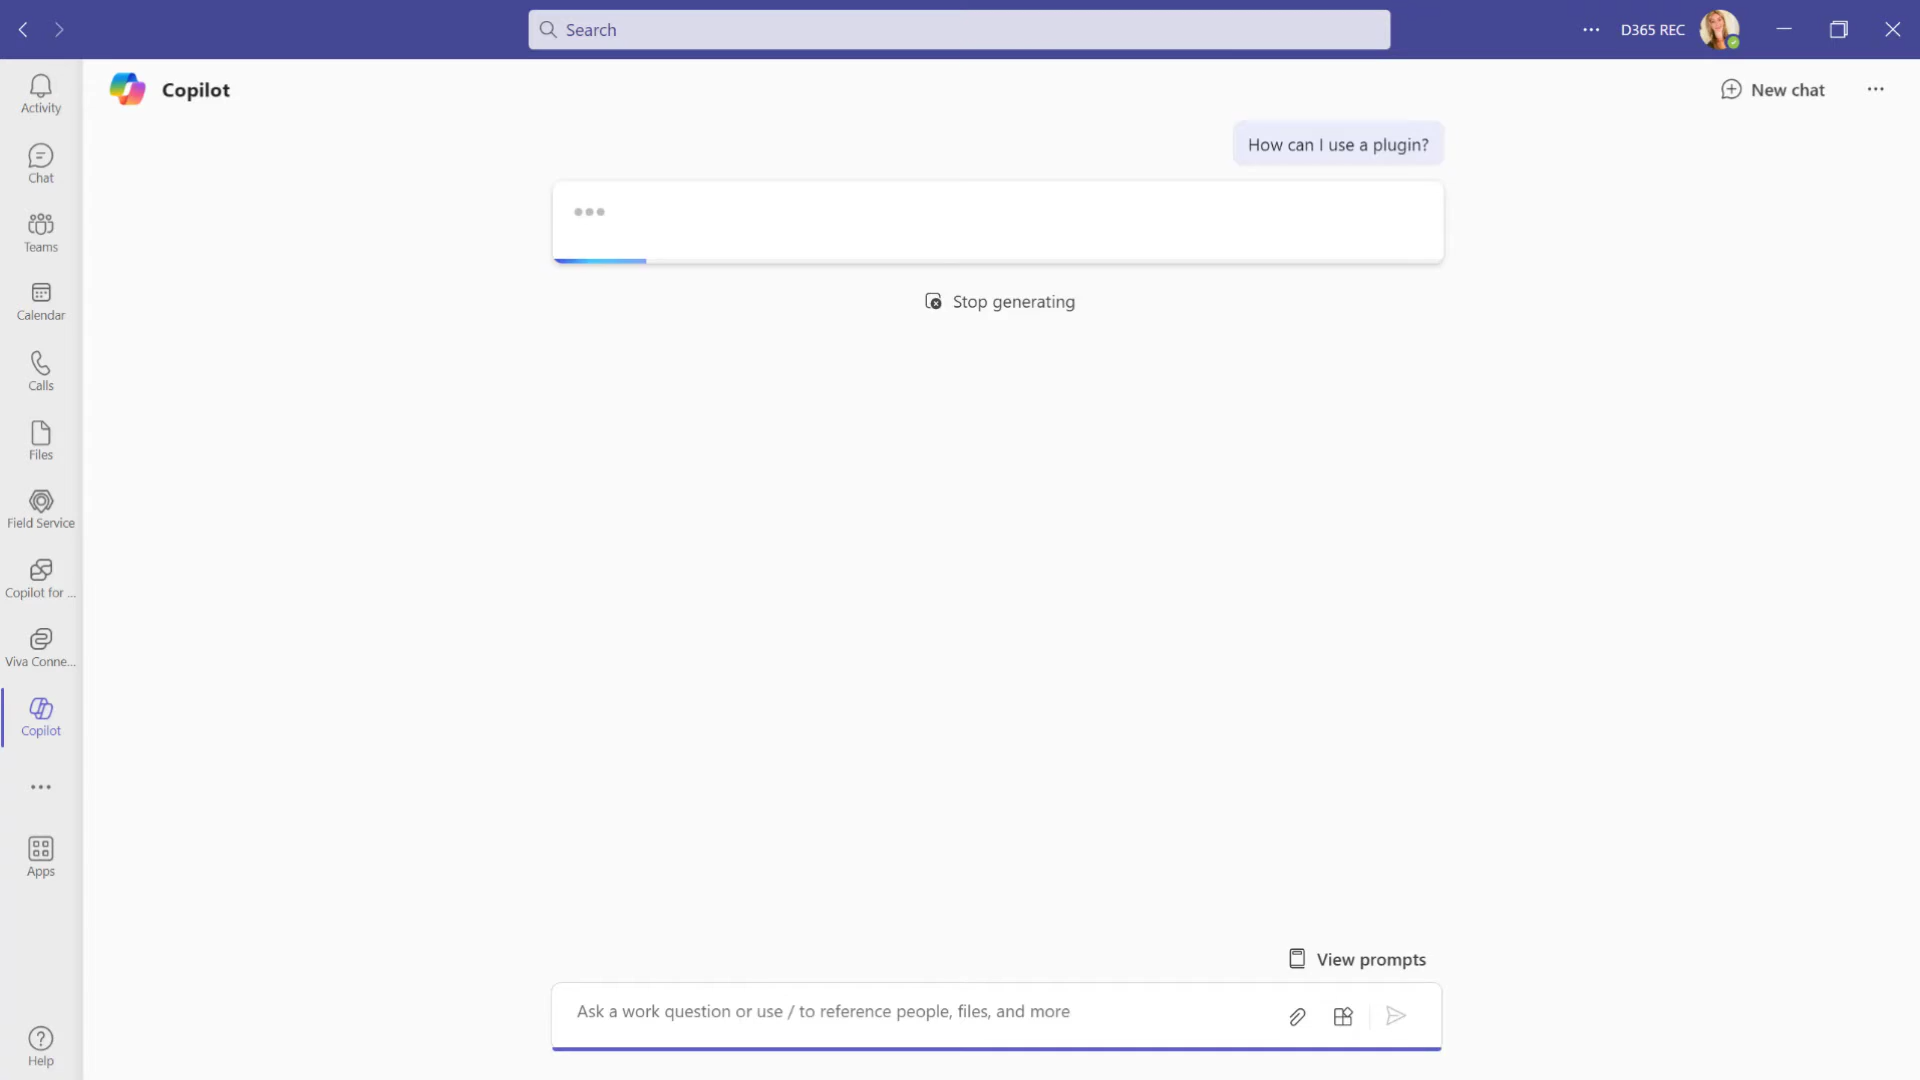 Search
D365 REC
Activity
Chat
Teams
Calendar
Calls
Files
Field Service
Copilot for ...
Viva Conne...
Copilot
Apps
Help
Copilot
New chat
How can I use a plugin?
Stop generating
View prompts
Ask a work question or use / to reference people, files, and more